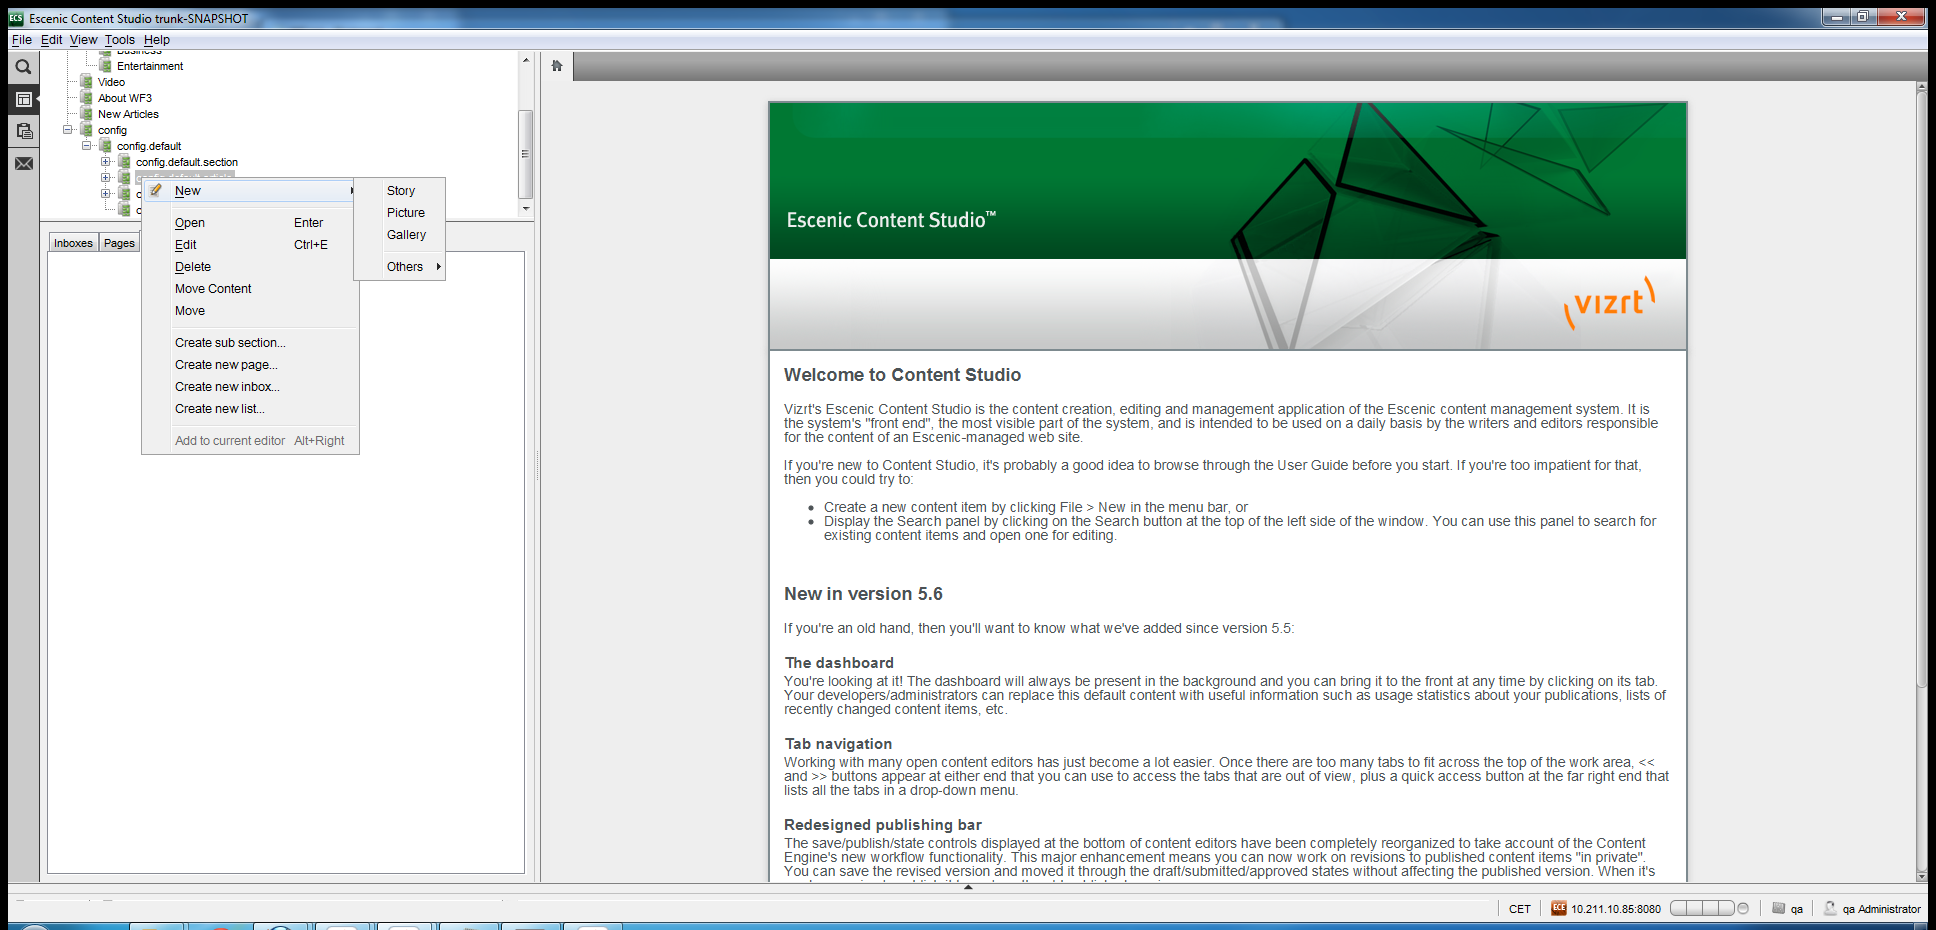 ECS Escenic Content Studio trunk-SNAPSHOT
File Edit View Tools Help
Business
Entertainment
Video
About WF3
New Articles
config
config.default
config.default.section
New
Open Enter
Edit Ctrl+E
Delete
Move Content
Move
Create sub section...
Create new page...
Create new inbox...
Create new list...
Add to current editor Alt+Right
Story
Picture
Gallery
Others
Inboxes Pages
Escenic Content Studio™
vizrt
Welcome to Content Studio
Vizrt's Escenic Content Studio is the content creation, editing and management application of the Escenic content management system. It is
the system's "front end", the most visible part of the system, and is intended to be used on a daily basis by the writers and editors responsible
for the content of an Escenic-managed web site.
If you're new to Content Studio, it's probably a good idea to browse through the User Guide before you start. If you're too impatient for that,
then you could try to:
• Create a new content item by clicking File > New in the menu bar, or
• Display the Search panel by clicking on the Search button at the top of the left side of the window. You can use this panel to search for
existing content items and open one for editing.
New in version 5.6
If you're an old hand, then you'll want to know what we've added since version 5.5:
The dashboard
You're looking at it! The dashboard will always be present in the background and you can bring it to the front at any time by clicking on its tab.
Your developers/administrators can replace this default content with useful information such as usage statistics about your publications, lists of
recently changed content items, etc.
Tab navigation
Working with many open content editors has just become a lot easier. Once there are too many tabs to fit across the top of the work area, <<
and >> buttons appear at either end that you can use to access the tabs that are out of view, plus a quick access button at the far right end that
lists all the tabs in a drop-down menu.
Redesigned publishing bar
The save/publish/state controls displayed at the bottom of content editors have been completely reorganized to take account of the Content
Engine's new workflow functionality. This major enhancement means you can now work on revisions to published content items "in private".
You can save the revised version and moved it through the draft/submitted/approved states without affecting the published version. When it's
CET ECE 10.211.10.85:8080 qa qa Administrator